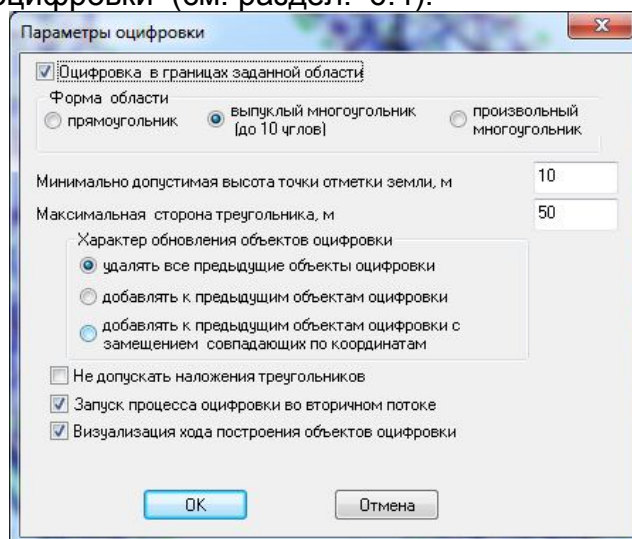 оцифровки (см. раздел. 6.4).
Параметры оцифровки
Оцифровка в границах заданной области
Форма области
прямоугольник
выпуклый многоугольник
(до 10 углов)
произвольный
многоугольник
Минимально допустимая высота точки отметки земли, м 10
Максимальная сторона треугольника, м 50
Характер обновления объектов оцифровки
удалять все предыдущие объекты оцифровки
добавлять к предыдущим объектам оцифровки
добавлять к предыдущим объектам оцифровки с
замещением совпадающих по координатам
Не допускать наложения треугольников
Запуск процесса оцифровки во вторичном потоке
Визуализация хода построения объектов оцифровки
OK Отмена